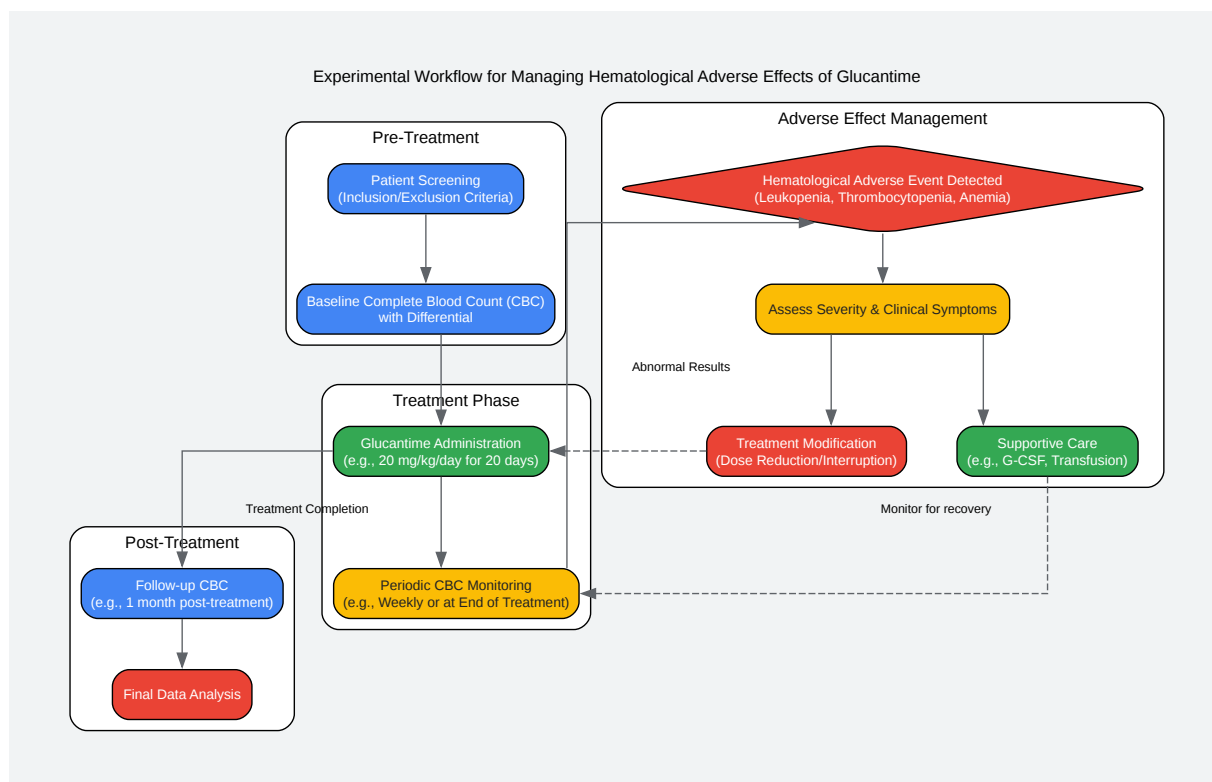 Experimental Workflow for Managing Hematological Adverse Effects of Glucantime
Pre-Treatment
Patient Screening
(Inclusion/Exclusion Criteria)
Baseline Complete Blood Count (CBC)
with Differential
Adverse Effect Management
Hematological Adverse Event Detected
(Leukopenia, Thrombocytopenia, Anemia)
Assess Severity & Clinical Symptoms
Abnormal Results
Treatment Modification
(Dose Reduction/Interruption)
Supportive Care
(e.g., G-CSF, Transfusion)
Monitor for recovery
Treatment Phase
Glucantime Administration
(e.g., 20 mg/kg/day for 20 days)
Treatment Completion
Periodic CBC Monitoring
(e.g., Weekly or at End of Treatment)
Post-Treatment
Follow-up CBC
(e.g., 1 month post-treatment)
Final Data Analysis